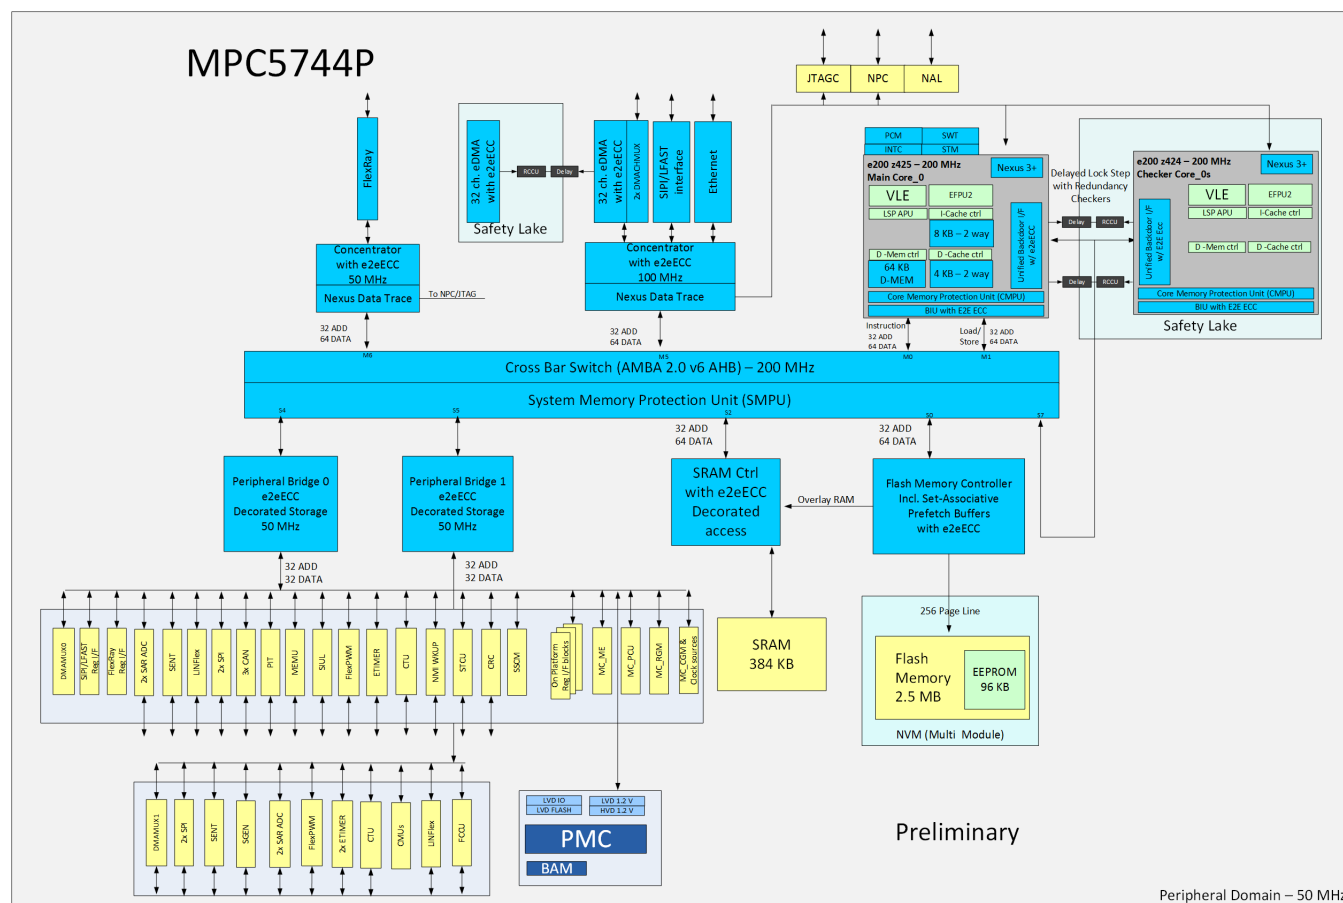 MPC5744P
JTAGC
NPC
NAL
FlexRay
32 ch. eDMA
with e2eECC
RCCU
Delay
Safety Lake
32 ch. eDMA
with e2eECC
2x DMACHMUX
SIPI/LFAST
interface
Ethernet
PCM
SWT
INTC
STM
e200 z425 – 200 MHz
Main Core_0
Nexus 3+
VLE
EFPU2
LSP APU
I-Cache ctrl
8 KB – 2 way
D -Mem ctrl
D -Cache ctrl
64 KB
D-MEM
4 KB – 2 way
Unified Backdoor I/F
w/ e2eECC
Core Memory Protection Unit (CMPU)
BIU with E2E ECC
Delayed Lock Step
with Redundancy
Checkers
Delay
RCCU
Delay
RCCU
e200 z424 – 200 MHz
Checker Core_0s
Nexus 3+
VLE
EFPU2
LSP APU
I-Cache ctrl
D -Mem ctrl
D -Cache ctrl
Unified Backdoor I/F
w/ E2E Ecc
Core Memory Protection Unit (CMPU)
BIU with E2E ECC
Safety Lake
Concentrator
with e2eECC
50 MHz
Nexus Data Trace
To NPC/JTAG
Concentrator
with e2eECC
100 MHz
Nexus Data Trace
32 ADD
64 DATA
M6
32 ADD
64 DATA
M5
Instruction
32 ADD
64 DATA
M0
Load/
Store
32 ADD
64 DATA
M1
Cross Bar Switch (AMBA 2.0 v6 AHB) – 200 MHz
System Memory Protection Unit (SMPU)
S4
S5
S2
S0
S7
32 ADD
64 DATA
32 ADD
64 DATA
Peripheral Bridge 0
e2eECC
Decorated Storage
50 MHz
Peripheral Bridge 1
e2eECC
Decorated Storage
50 MHz
SRAM Ctrl
with e2eECC
Decorated
access
Overlay RAM
Flash Memory Controller
Incl. Set-Associative
Prefetch Buffers
with e2eECC
32 ADD
32 DATA
32 ADD
32 DATA
DMAMUX0
SIPI/LFAST
Reg I/F
FlexRay
Reg I/F
2x SAR ADC
SENT
LINFlex
2x SPI
3x CAN
PIT
MEMU
SIUL
FlexPWM
ETIMER
CTU
NMI WKUP
STCU
CRC
SSCM
On Platform
Reg I/F blocks
MC_ME
MC_PCU
MC_RGM
MC_CGM &
Clock sources
SRAM
384 KB
256 Page Line
Flash
Memory
2.5 MB
EEPROM
96 KB
NVM (Multi Module)
DMAMUX1
2x SPI
SENT
SGEN
2x SAR ADC
FlexPWM
2x ETIMER
CTU
CMUs
LINFlex
FCCU
LVD IO
LVD 1.2 V
LVD FLASH
HVD 1.2 V
PMC
BAM
Preliminary
Peripheral Domain – 50 MHz